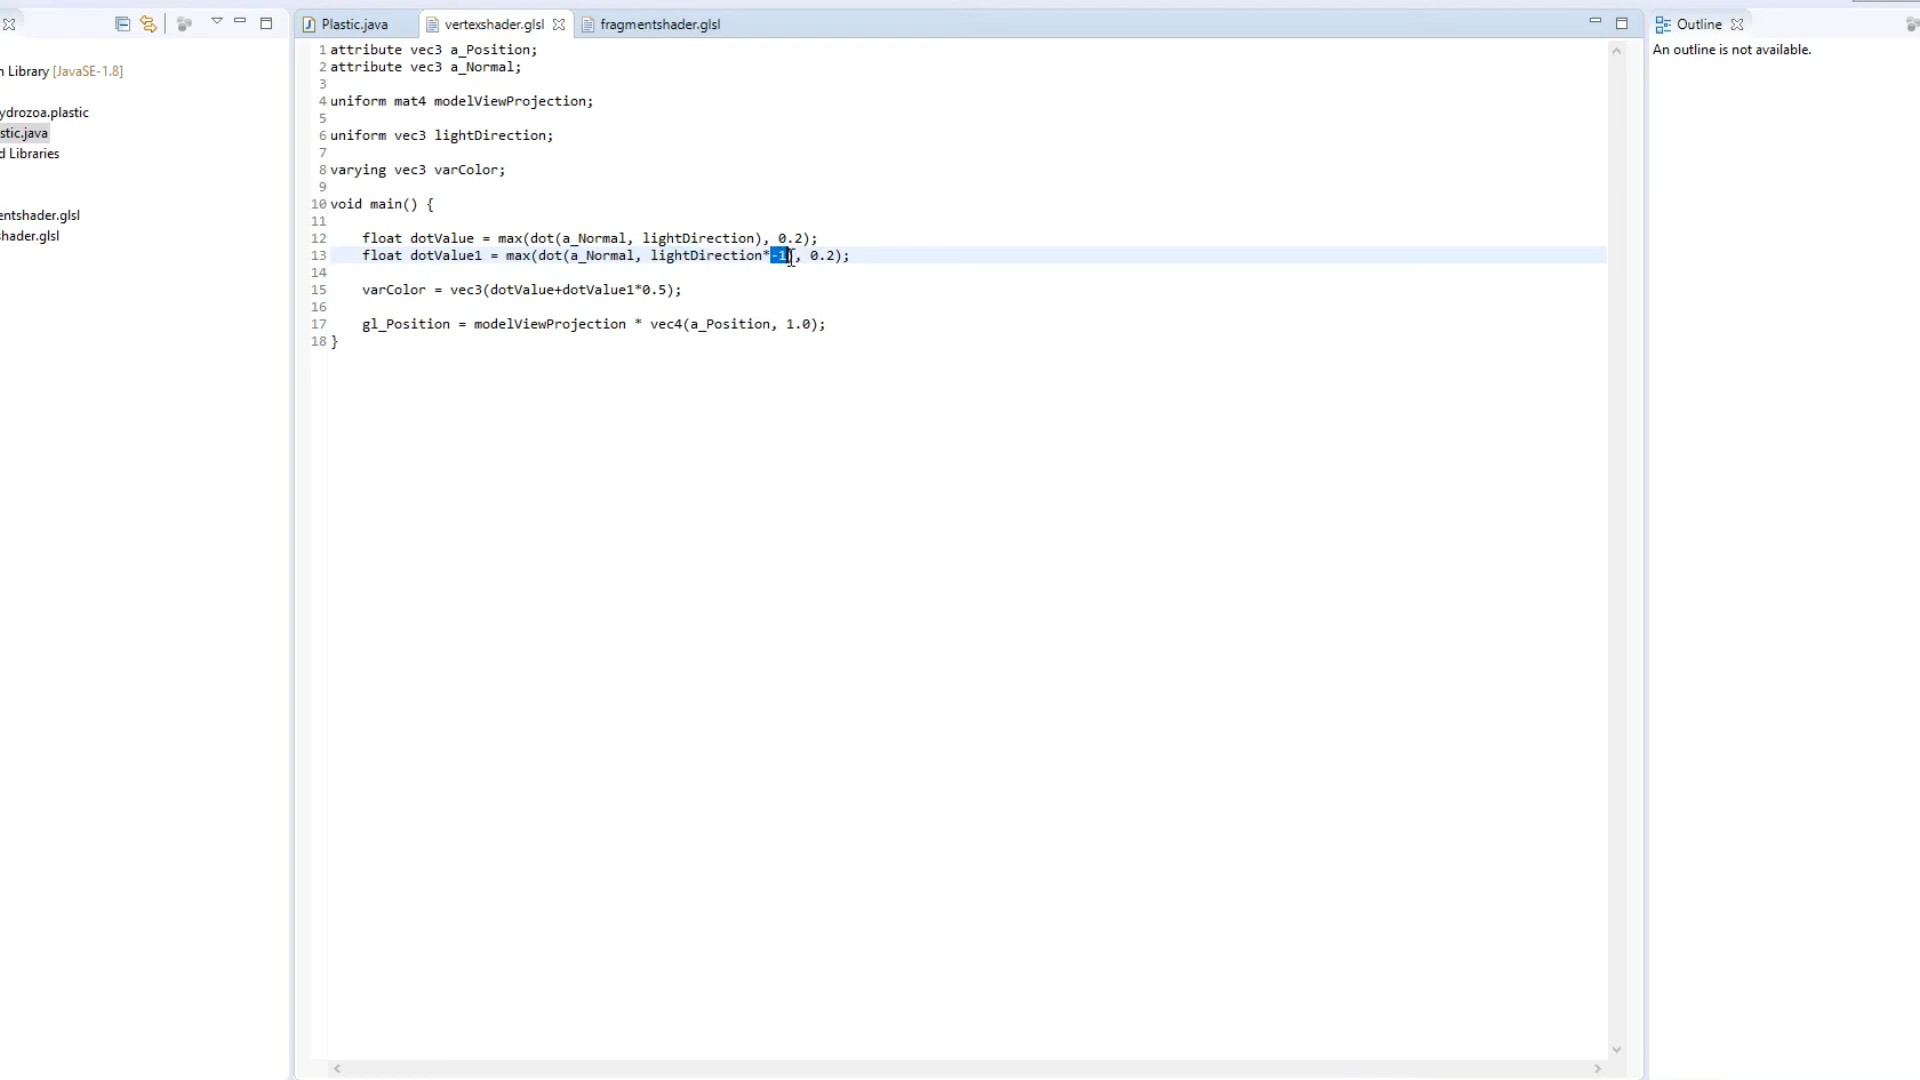 Plastic.java
vertexshader.glsl
fragmentshader.glsl
Outline
An outline is not available.
n Library [JavaSE-1.8]
ydrozoa.plastic
stic.java
d Libraries
entshader.glsl
shader.glsl
1 attribute vec3 a_Position;
2 attribute vec3 a_Normal;
3
4 uniform mat4 modelViewProjection;
5
6 uniform vec3 lightDirection;
7
8 varying vec3 varColor;
9
10 void main() {
11
12 float dotValue = max(dot(a_Normal, lightDirection), 0.2);
13 float dotValue1 = max(dot(a_Normal, lightDirection*-1), 0.2);
14
15 varColor = vec3(dotValue+dotValue1*0.5);
16
17 gl_Position = modelViewProjection * vec4(a_Position, 1.0);
18 }